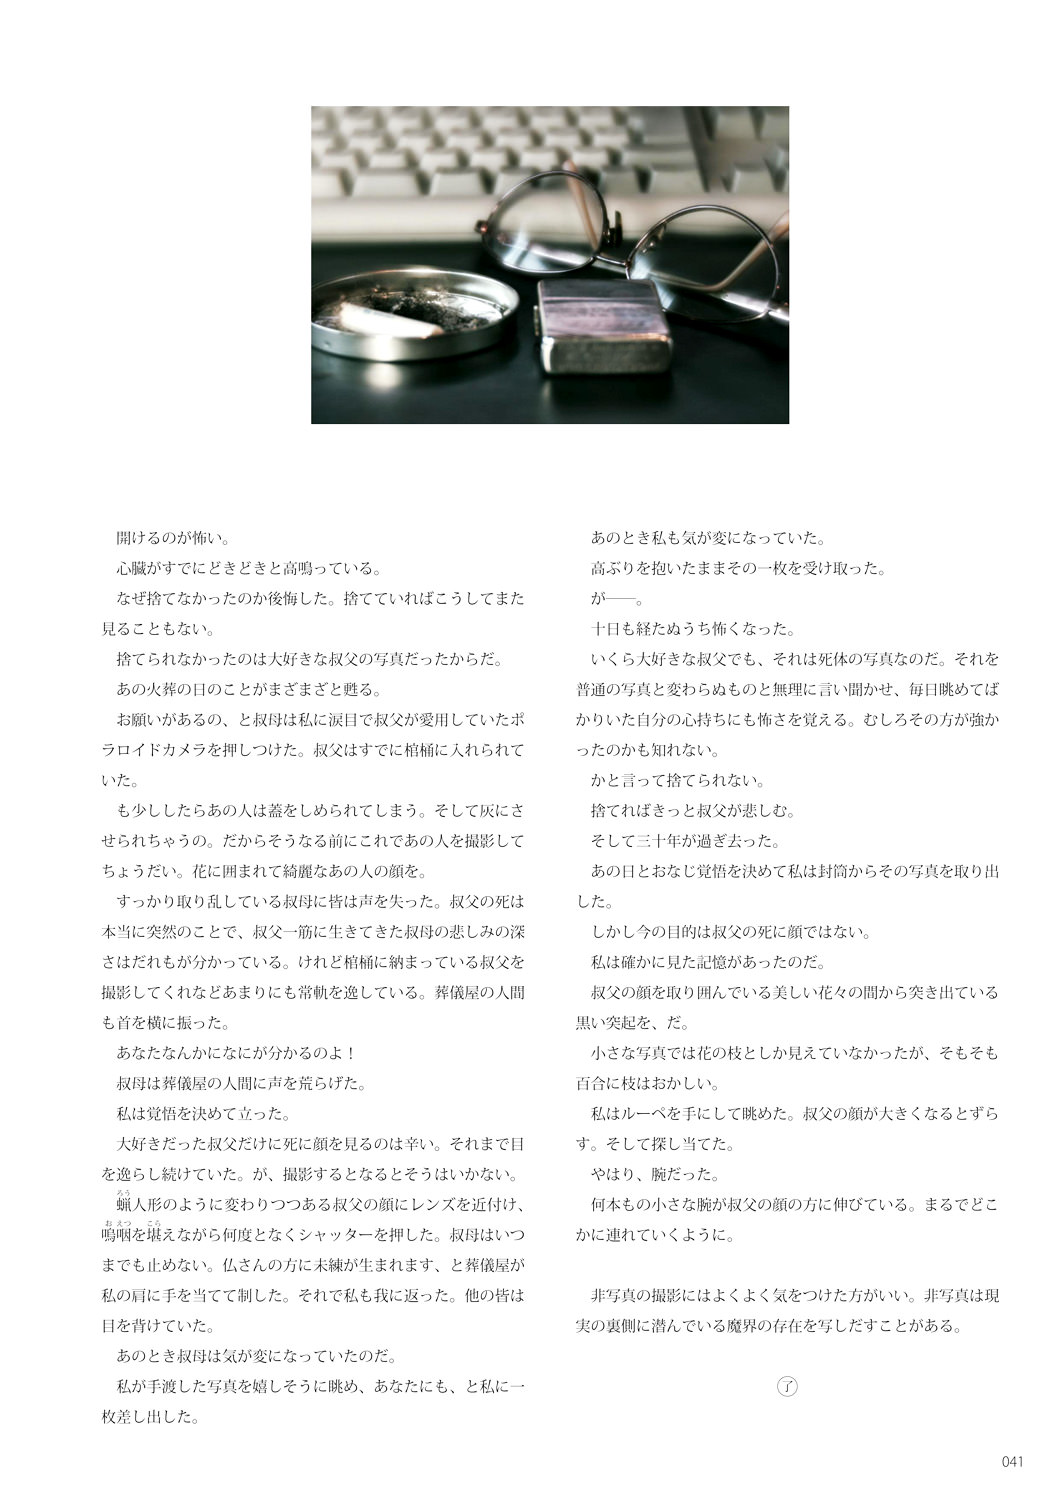 開けるのが怖い。
心臓がすでにどきどきと高鳴っている。
なぜ捨てなかったのか後悔した。捨てていればこうしてまた
見ることもない。
捨てられなかったのは大好きな叔父の写真だったからだ。
あの火葬の日のことがまざまざと甦る。
お願いがあるの、と叔母は私に涙目で叔父が愛用していたポ
ラロイドカメラを押しつけた。叔父はすでに棺桶に入れられて
いた。
も少ししたらあの人は蓋をしめられてしまう。そして灰にさ
せられちゃうの。だからそうなる前にこれであの人を撮影して
ちょうだい。花に囲まれて綺麗なあの人の顔を。
すっかり取り乱している叔母に皆は声を失った。叔父の死は
本当に突然のことで、叔父一筋に生きてきた叔母の悲しみの深
さはだれもが分かっている。けれど棺桶に納まっている叔父を
撮影してくれなどあまりにも常軌を逸している。葬儀屋の人間
も首を横に振った。
あなたなんかになにが分かるのよ！
叔母は葬儀屋の人間に声を荒らげた。
私は覚悟を決めて立った。
大好きだった叔父だけに死に顔を見るのは辛い。それまで目
を逸らし続けていた。が、撮影するとなるとそうはいかない。
ろう
蝋人形のように変わりつつある叔父の顔にレンズを近付け、
おえつ こら
嗚咽を堪えながら何度となくシャッターを押した。叔母はいつ
までも止めない。仏さんの方に未練が生まれます、と葬儀屋が
私の肩に手を当てて制した。それで私も我に返った。他の皆は
目を背けていた。
あのとき叔母は気が変になっていたのだ。
私が手渡した写真を嬉しそうに眺め、あなたにも、と私に一
枚差し出した。
あのとき私も気が変になっていた。
高ぶりを抱いたままその一枚を受け取った。
が――。
十日も経たぬうち怖くなった。
いくら大好きな叔父でも、それは死体の写真なのだ。それを
普通の写真と変わらぬものと無理に言い聞かせ、毎日眺めてば
かりいた自分の心持ちにも怖さを覚える。むしろその方が強か
ったのかも知れない。
かと言って捨てられない。
捨てればきっと叔父が悲しむ。
そして三十年が過ぎ去った。
あの日とおなじ覚悟を決めて私は封筒からその写真を取り出
した。
しかし今の目的は叔父の死に顔ではない。
私は確かに見た記憶があったのだ。
叔父の顔を取り囲んでいる美しい花々の間から突き出ている
黒い突起を、だ。
小さな写真では花の枝としか見えていなかったが、そもそも
百合に枝はおかしい。
私はルーペを手にして眺めた。叔父の顔が大きくなるとずら
す。そして探し当てた。
やはり、腕だった。
何本もの小さな腕が叔父の顔の方に伸びている。まるでどこ
かに連れていくように。
非写真の撮影にはよくよく気をつけた方がいい。非写真は現
実の裏側に潜んでいる魔界の存在を写しだすことがある。
了
041